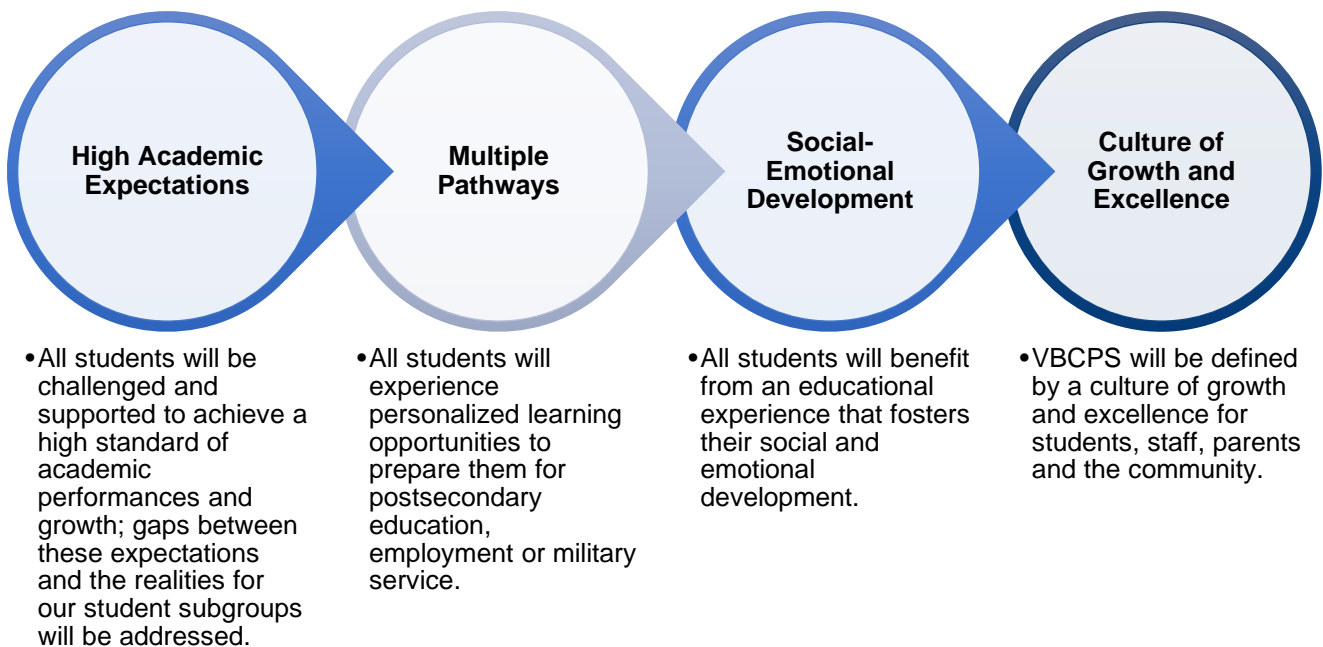 High Academic
Expectations
Multiple
Pathways
Social-
Emotional
Development
Culture of
Growth and
Excellence
•All students will be
challenged and
supported to achieve a
high standard of
academic
performances and
growth; gaps between
these expectations
and the realities for
our student subgroups
will be addressed.
•All students will
experience
personalized learning
opportunities to
prepare them for
postsecondary
education,
employment or military
service.
•All students will benefit
from an educational
experience that fosters
their social and
emotional
development.
•VBCPS will be defined
by a culture of growth
and excellence for
students, staff, parents
and the community.